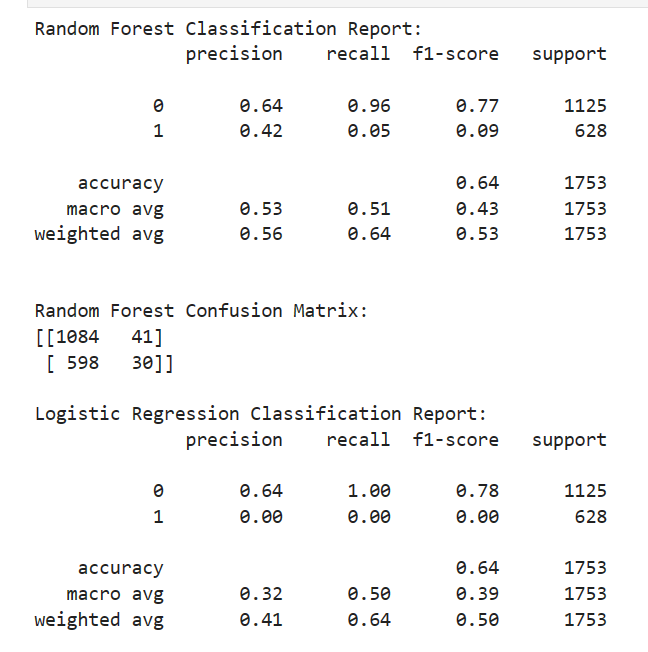 Random Forest Classification Report:
              precision    recall  f1-score   support

           0       0.64      0.96      0.77      1125
           1       0.42      0.05      0.09       628

    accuracy                           0.64      1753
   macro avg       0.53      0.51      0.43      1753
weighted avg       0.56      0.64      0.53      1753

Random Forest Confusion Matrix:
[[1084   41]
 [ 598   30]]

Logistic Regression Classification Report:
              precision    recall  f1-score   support

           0       0.64      1.00      0.78      1125
           1       0.00      0.00      0.00       628

    accuracy                           0.64      1753
   macro avg       0.32      0.50      0.39      1753
weighted avg       0.41      0.64      0.50      1753